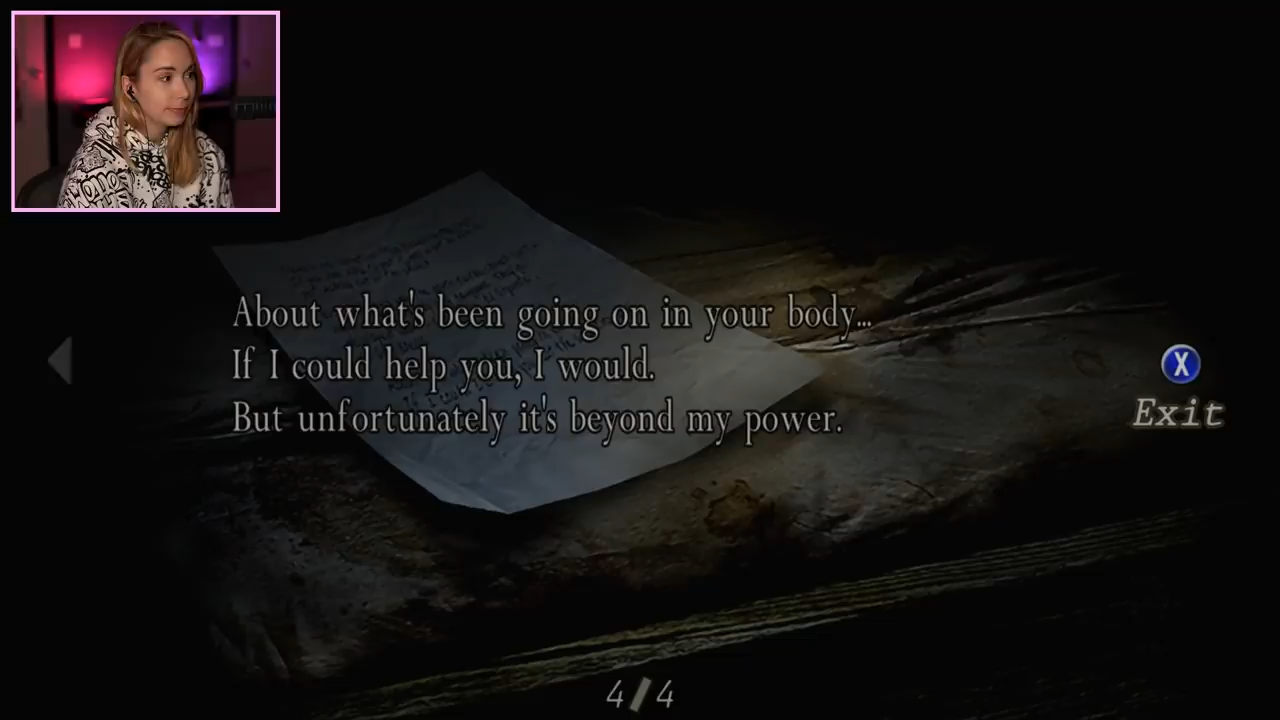 About what's been going on in your body...
If I could help you, I would.
But unfortunately it's beyond my power.
X
Exit
4/4